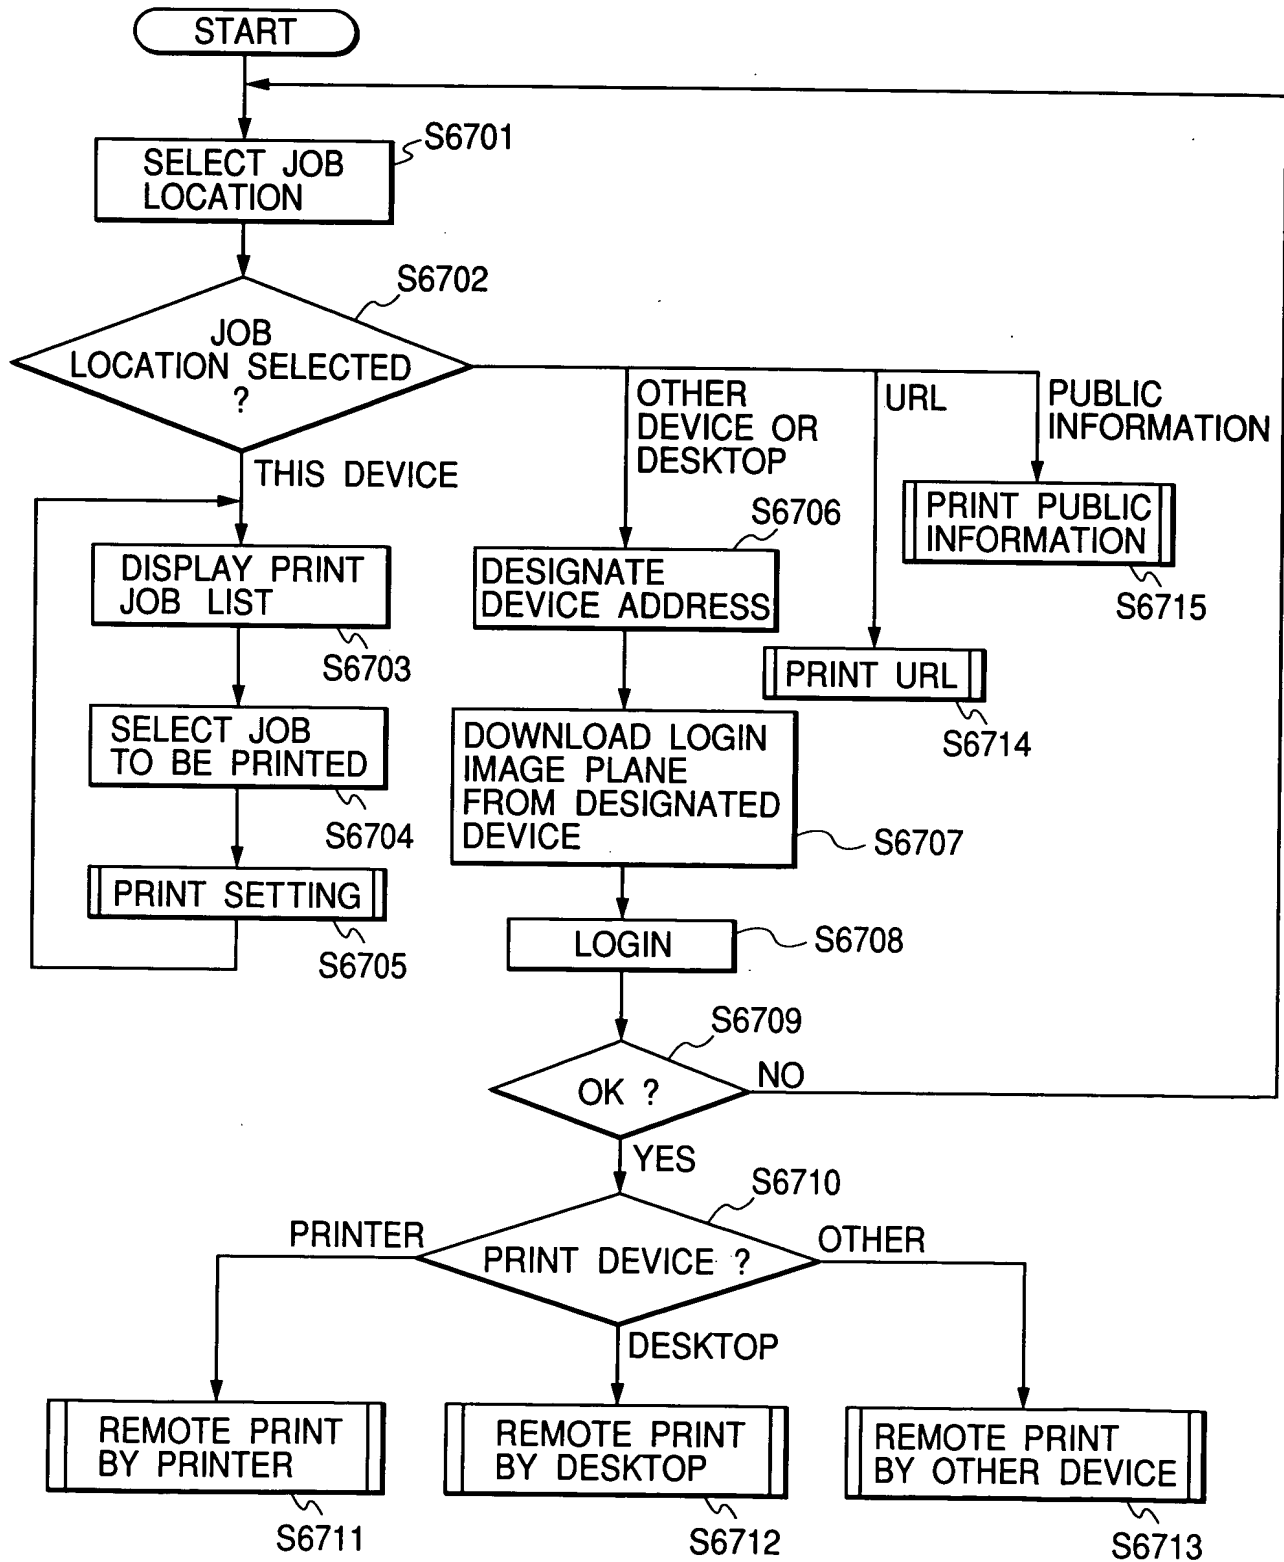 START
S6701
SELECT JOB
LOCATION
S6702
JOB
LOCATION SELECTED
?
THIS DEVICE
OTHER
DEVICE OR
DESKTOP
URL
PUBLIC
INFORMATION
DISPLAY PRINT
JOB LIST
S6703
SELECT JOB
TO BE PRINTED
S6704
PRINT SETTING
S6705
S6706
DESIGNATE
DEVICE ADDRESS
DOWNLOAD LOGIN
IMAGE PLANE
FROM DESIGNATED
DEVICE
S6707
LOGIN
S6708
PRINT URL
S6714
PRINT PUBLIC
INFORMATION
S6715
S6709
OK ?
NO
YES
S6710
PRINT DEVICE ?
PRINTER
OTHER
DESKTOP
REMOTE PRINT
BY PRINTER
S6711
REMOTE PRINT
BY DESKTOP
S6712
REMOTE PRINT
BY OTHER DEVICE
S6713